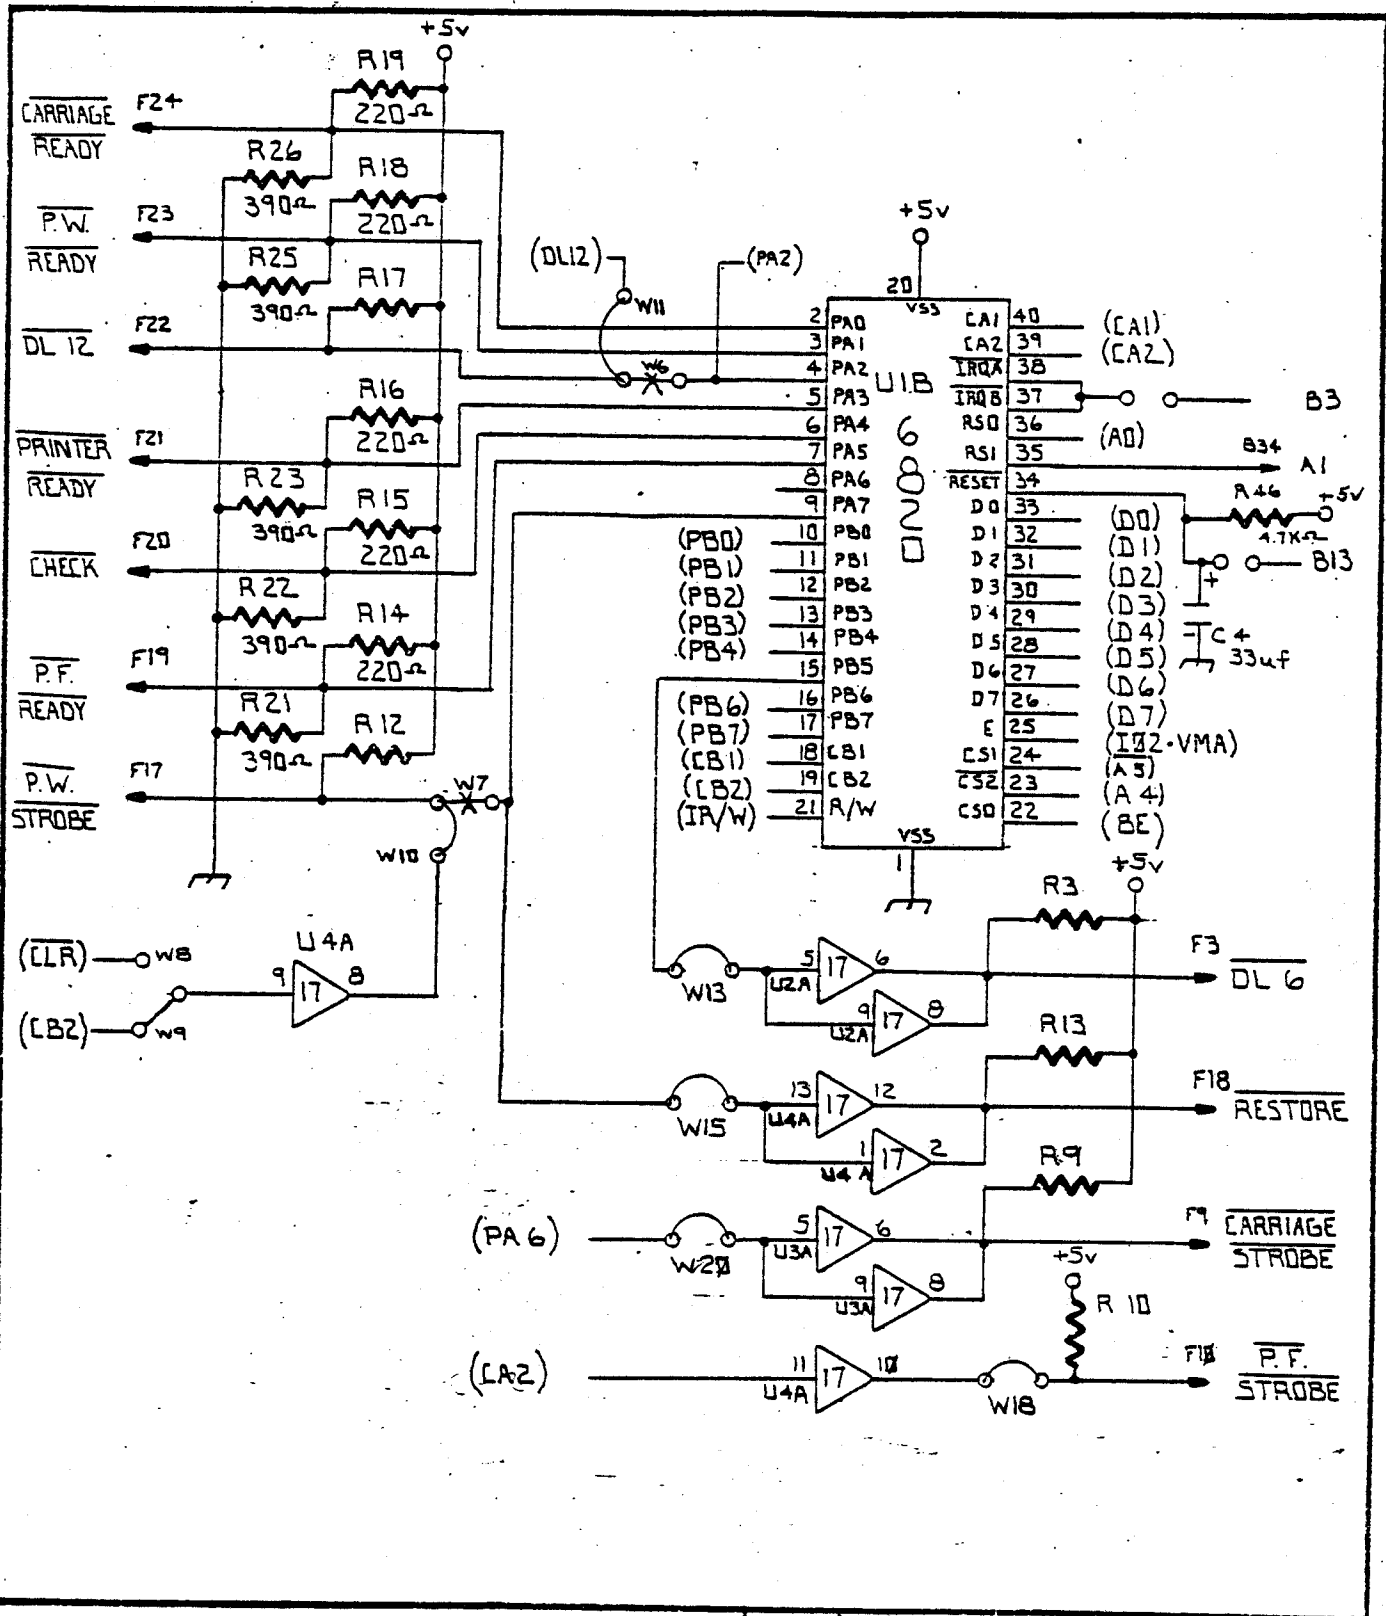 +5v
R19
220Ω
F24
CARRIAGE
READY
R26
390Ω
R18
220Ω
F23
P.W.
READY
R25
390Ω
R17
F22
DL 12
R16
220Ω
F21
PRINTER
READY
R23
390Ω
R15
220Ω
F20
CHECK
R22
390Ω
R14
220Ω
F19
P.F.
READY
R21
390Ω
R12
F17
P.W.
STROBE
W7
W10
(CLR)
W8
(CB2)
W9
U4A
9
17
8
(DL12)
W11
W6
(PA2)
+5v
20
VSS
U1B
6820
2 PA0
3 PA1
4 PA2
5 PA3
6 PA4
7 PA5
8 PA6
9 PA7
(PB0) 10 PB0
(PB1) 11 PB1
(PB2) 12 PB2
(PB3) 13 PB3
(PB4) 14 PB4
15 PB5
(PB6) 16 PB6
(PB7) 17 PB7
(CB1) 18 CB1
(CB2) 19 CB2
(IR/W) 21 R/W
VSS
1
CA1 40 (CA1)
CA2 39 (CA2)
IRQA 38
IRQB 37
B3
RS0 36 (A0)
RS1 35
B34
A1
RESET 34
R46
+5v
4.7KΩ
B13
+
C4
33uf
D0 33 (D0)
D1 32 (D1)
D2 31 (D2)
D3 30 (D3)
D4 29 (D4)
D5 28 (D5)
D6 27 (D6)
D7 26 (D7)
E 25 (IØ2·VMA)
CS1 24 (A5)
CS2 23 (A4)
CS0 22 (BE)
+5v
R3
W13
5
17
6
U2A
9
17
8
U2A
F3
DL 6
R13
W15
13
17
12
U4A
1
17
2
U4A
F18
RESTORE
R9
(PA6)
W20
5
17
6
U3A
9
17
8
U3A
F9
CARRIAGE
STROBE
+5v
R10
(CA2)
11
17
10
U4A
W18
F10
P.F.
STROBE